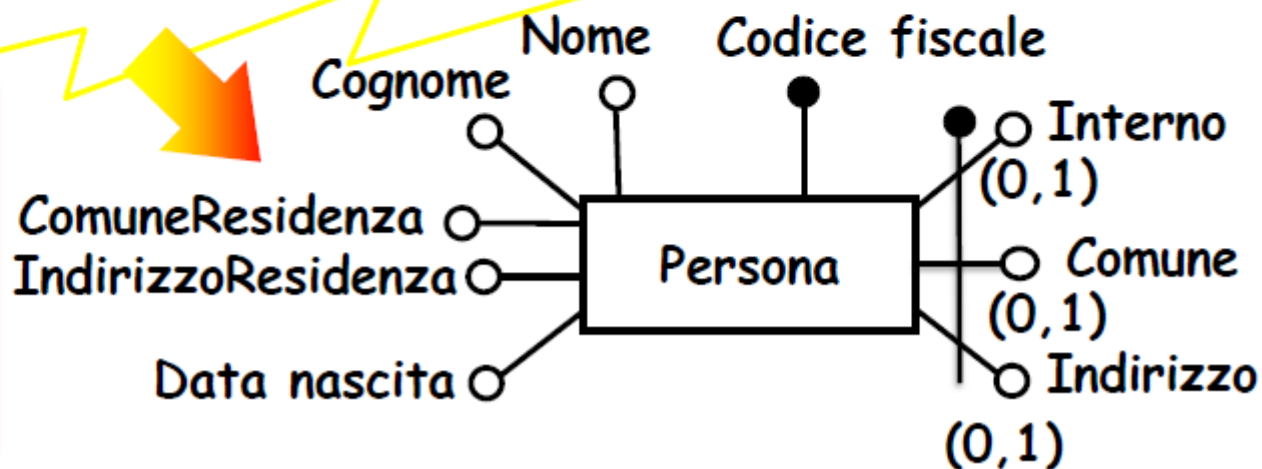 Nome
Codice fiscale
Cognome
Interno
(0,1)
ComuneResidenza
Comune
(0,1)
IndirizzoResidenza
Persona
Data nascita
Indirizzo
(0,1)